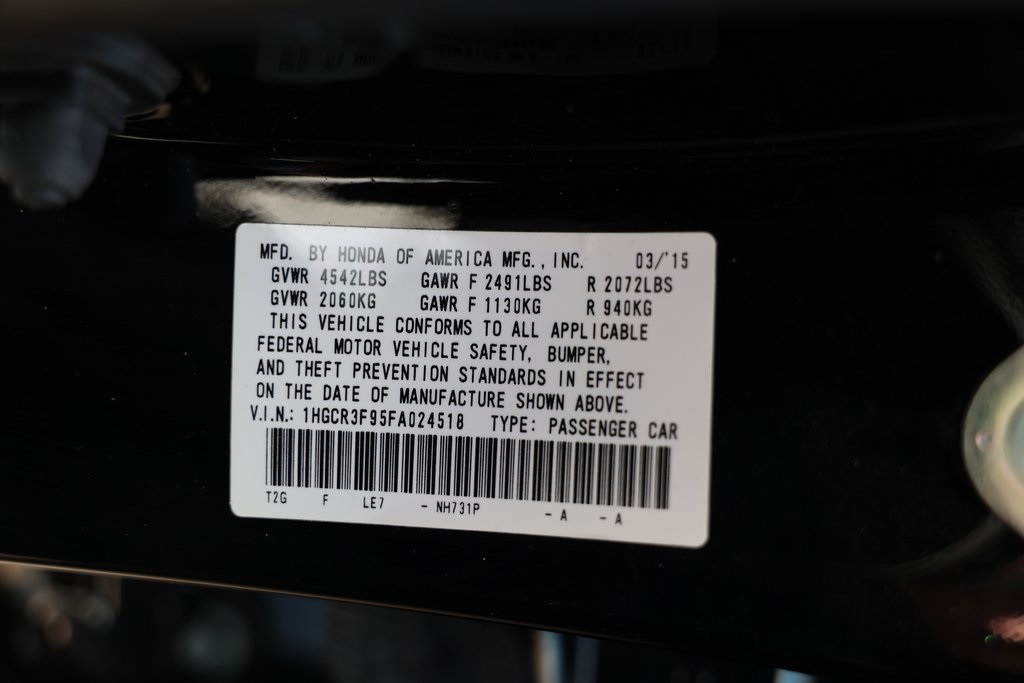 MFD. BY HONDA OF AMERICA MFG., INC. 03/'15
GVWR 4542LBS GAWR F 2491LBS R 2072LBS
GVWR 2060KG GAWR F 1130KG R 940KG
THIS VEHICLE CONFORMS TO ALL APPLICABLE
FEDERAL MOTOR VEHICLE SAFETY, BUMPER,
AND THEFT PREVENTION STANDARDS IN EFFECT
ON THE DATE OF MANUFACTURE SHOWN ABOVE.
V.I.N.: 1HGCR3F95FA024518 TYPE: PASSENGER CAR
T2G F LE7 - NH731P - A - A